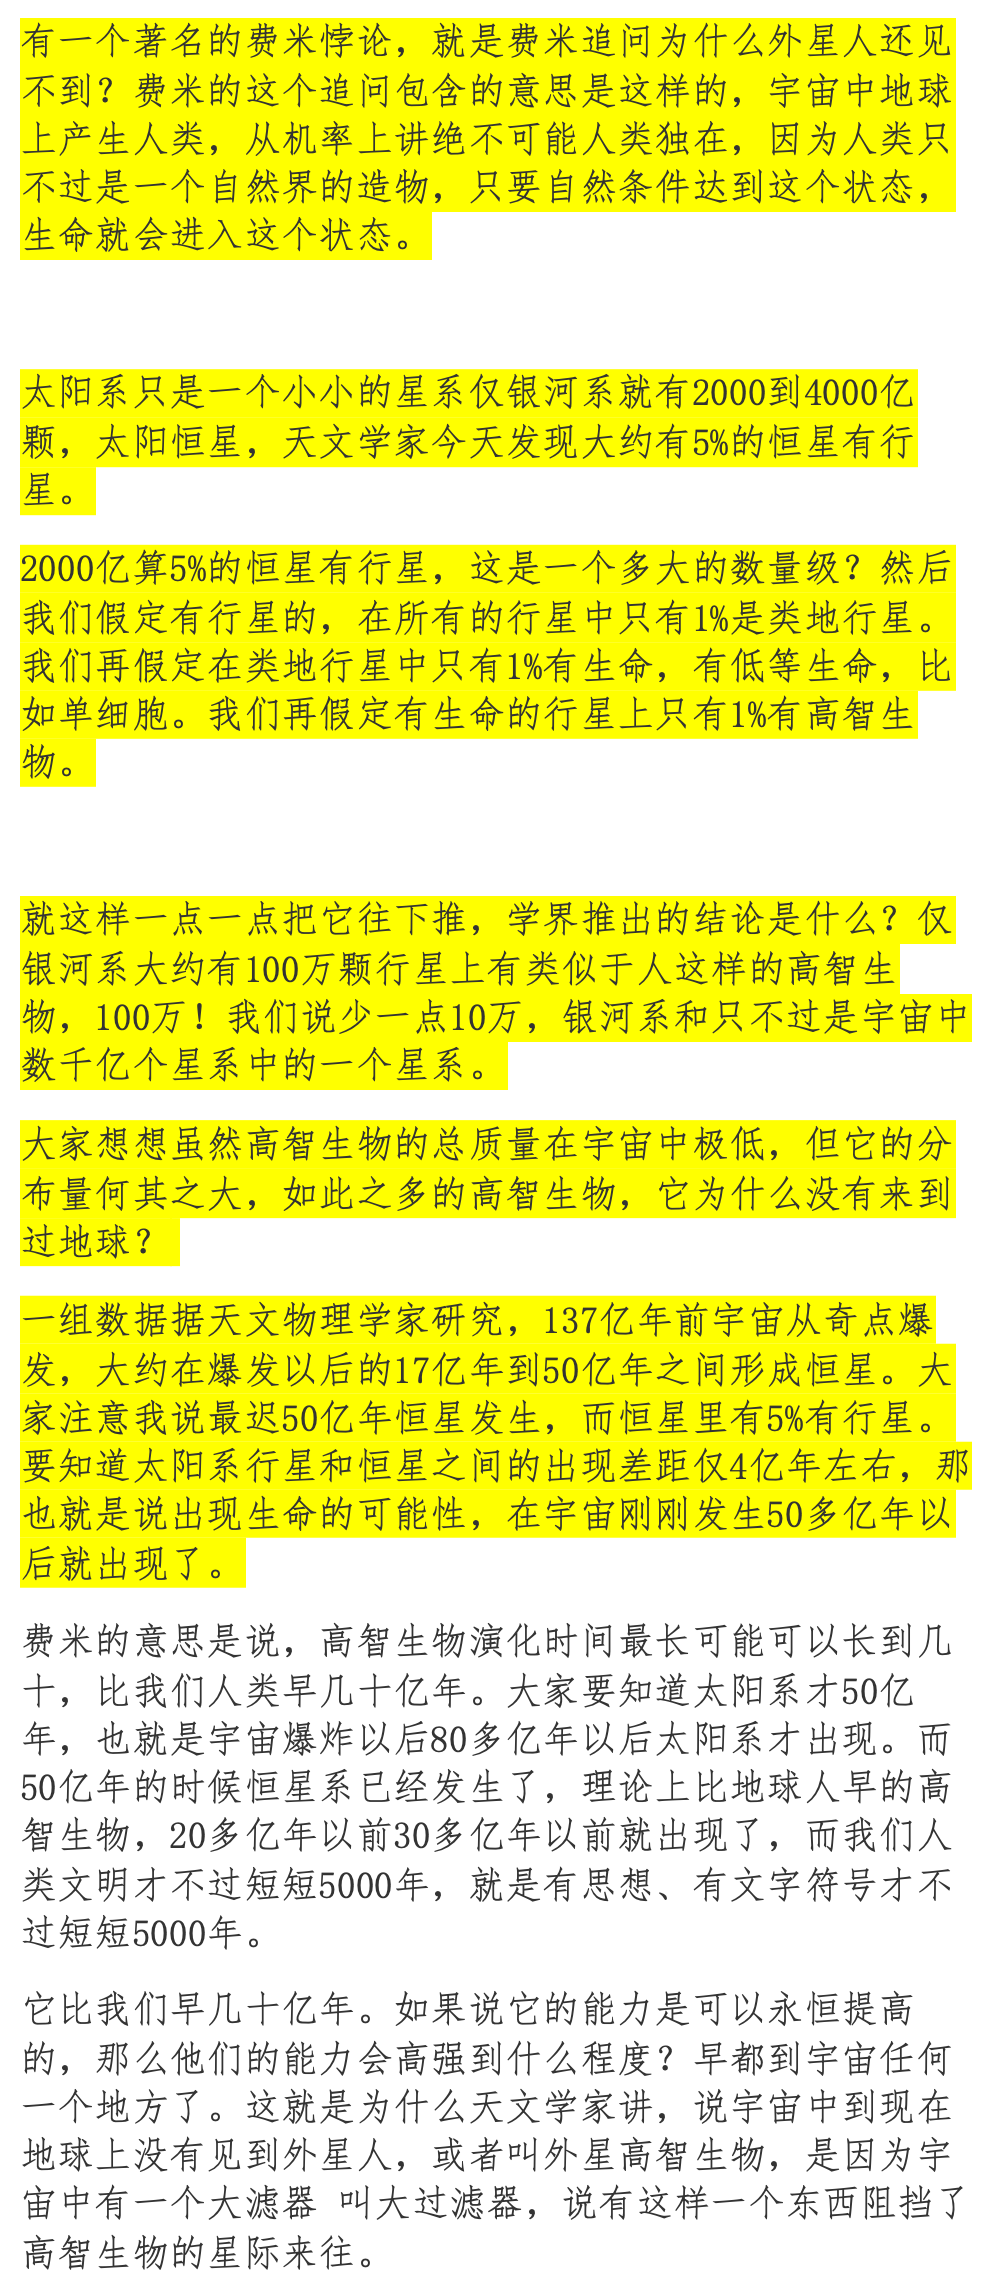 有一个著名的费米悖论，就是费米追问为什么外星人还见
不到？费米的这个追问包含的意思是这样的，宇宙中地球
上产生人类，从机率上讲绝不可能人类独在，因为人类只
不过是一个自然界的造物，只要自然条件达到这个状态，
生命就会进入这个状态。
太阳系只是一个小小的星系仅银河系就有2000到4000亿
颗，太阳恒星，天文学家今天发现大约有5%的恒星有行
星。
2000亿算5%的恒星有行星，这是一个多大的数量级？然后
我们假定有行星的，在所有的行星中只有1%是类地行星。
我们再假定在类地行星中只有1%有生命，有低等生命，比
如单细胞。我们再假定有生命的行星上只有1%有高智生
物。
就这样一点一点把它往下推，学界推出的结论是什么？仅
银河系大约有100万颗行星上有类似于人这样的高智生
物，100万！我们说少一点10万，银河系和只不过是宇宙中
数千亿个星系中的一个星系。
大家想想虽然高智生物的总质量在宇宙中极低，但它的分
布量何其之大，如此之多的高智生物，它为什么没有来到
过地球？
一组数据据天文物理学家研究，137亿年前宇宙从奇点爆
发，大约在爆发以后的17亿年到50亿年之间形成恒星。大
家注意我说最迟50亿年恒星发生，而恒星里有5%有行星。
要知道太阳系行星和恒星之间的出现差距仅4亿年左右，那
也就是说出现生命的可能性，在宇宙刚刚发生50多亿年以
后就出现了。
费米的意思是说，高智生物演化时间最长可能可以长到几
十，比我们人类早几十亿年。大家要知道太阳系才50亿
年，也就是宇宙爆炸以后80多亿年以后太阳系才出现。而
50亿年的时候恒星系已经发生了，理论上比地球人早的高
智生物，20多亿年以前30多亿年以前就出现了，而我们人
类文明才不过短短5000年，就是有思想、有文字符号才不
过短短5000年。
它比我们早几十亿年。如果说它的能力是可以永恒提高
的，那么他们的能力会高强到什么程度？早都到宇宙任何
一个地方了。这就是为什么天文学家讲，说宇宙中到现在
地球上没有见到外星人，或者叫外星高智生物，是因为宇
宙中有一个大滤器 叫大过滤器，说有这样一个东西阻挡了
高智生物的星际来往。